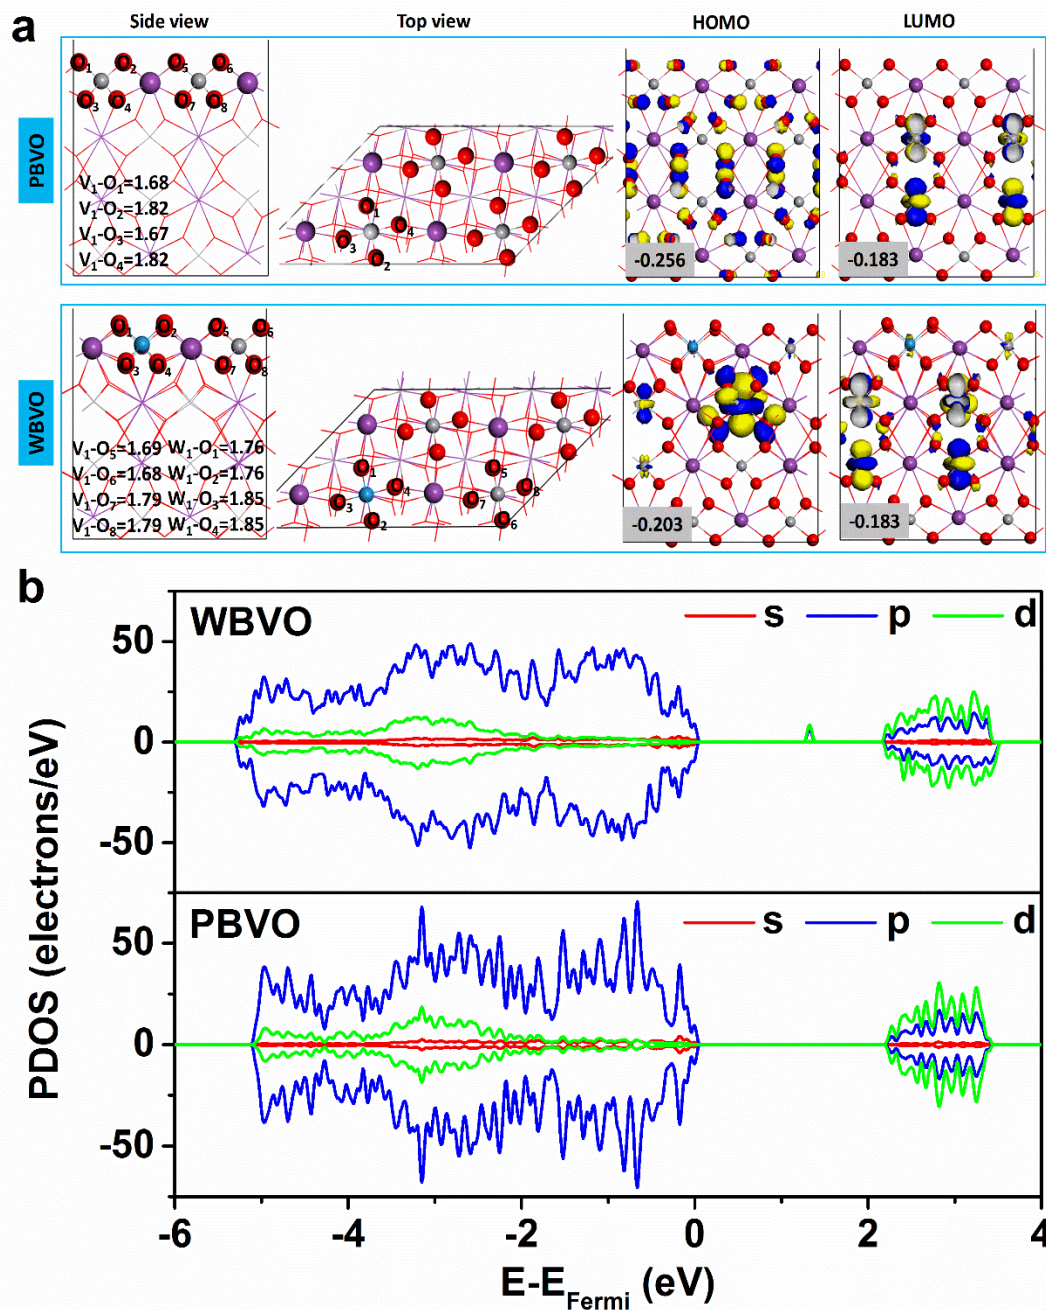 a
Side view
Top view
HOMO
LUMO
PBVO
O1 O2 O5 O6
O3 O4 O7 O8
V1-O1=1.68
V1-O2=1.82
V1-O3=1.67
V1-O4=1.82
O1
O3 O4
O2
-0.256
-0.183
WBVO
O1 O2 O5 O6
O3 O4 O7 O8
V1-O5=1.69 W1-O1=1.76
V1-O6=1.68 W1-O2=1.76
V1-O7=1.79 W1-O3=1.85
V1-O8=1.79 W1-O4=1.85
O1 O5
O3 O4 O7 O8
O2 O6
-0.203
-0.183
b
WBVO
s p d
50
0
-50
PBVO
s p d
50
0
-50
PDOS (electrons/eV)
-6 -4 -2 0 2 4
E-EFermi (eV)